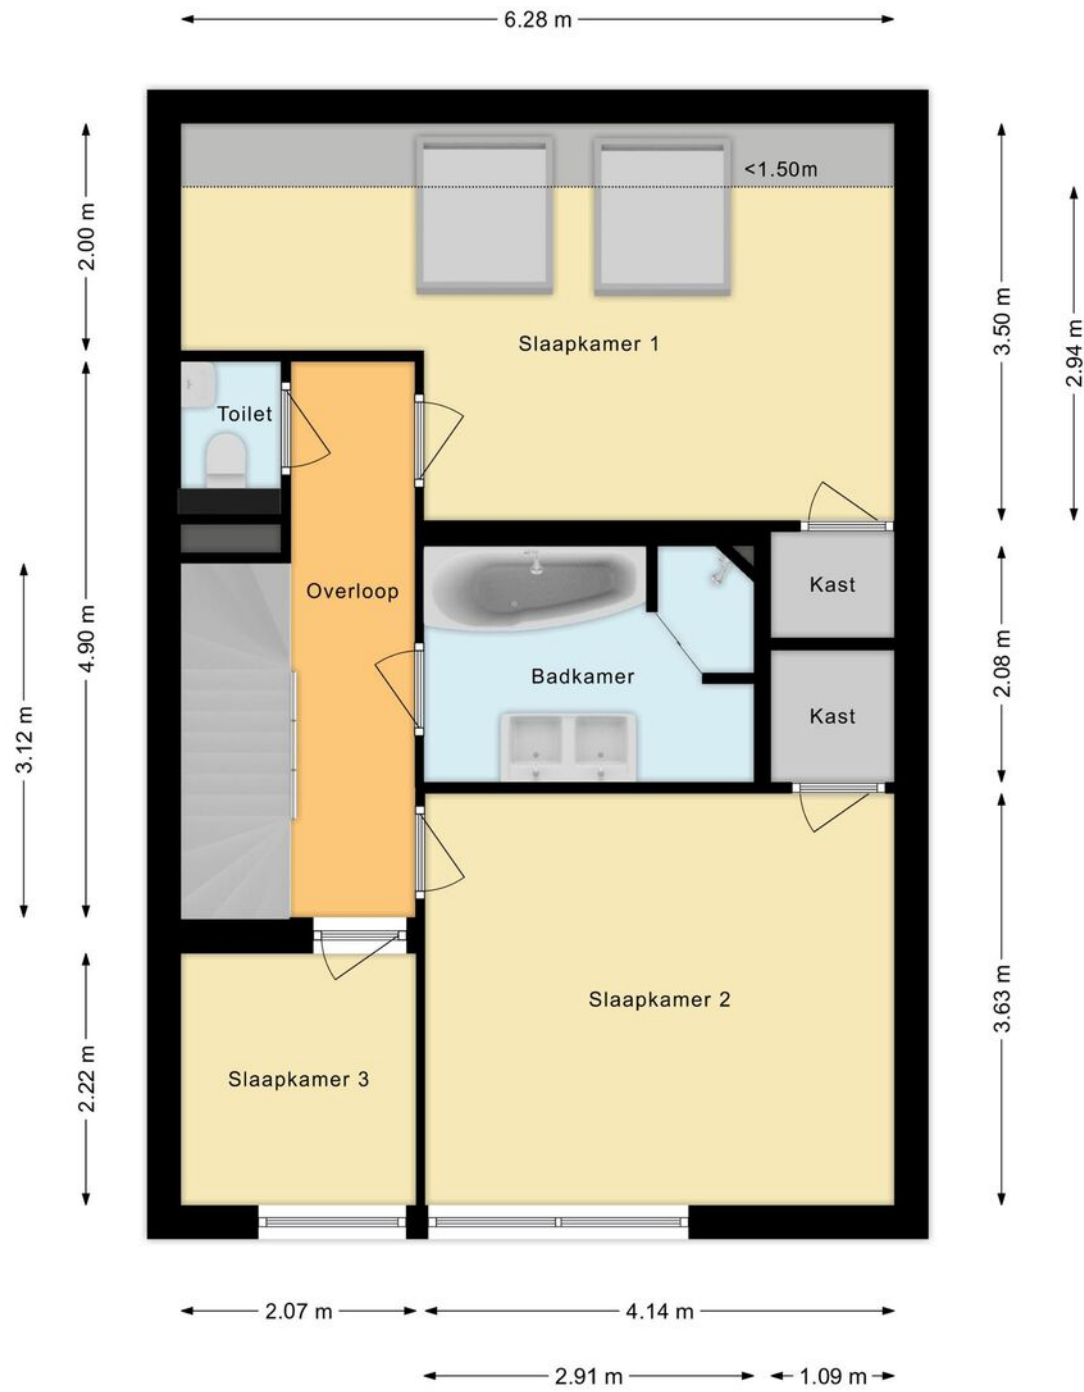 6.28 m
<1.50m
2.00 m
3.50 m
2.94 m
Slaapkamer 1
Toilet
Overloop
Kast
4.90 m
2.08 m
Badkamer
Kast
3.12 m
Slaapkamer 2
3.63 m
Slaapkamer 3
2.22 m
2.07 m
4.14 m
2.91 m
1.09 m